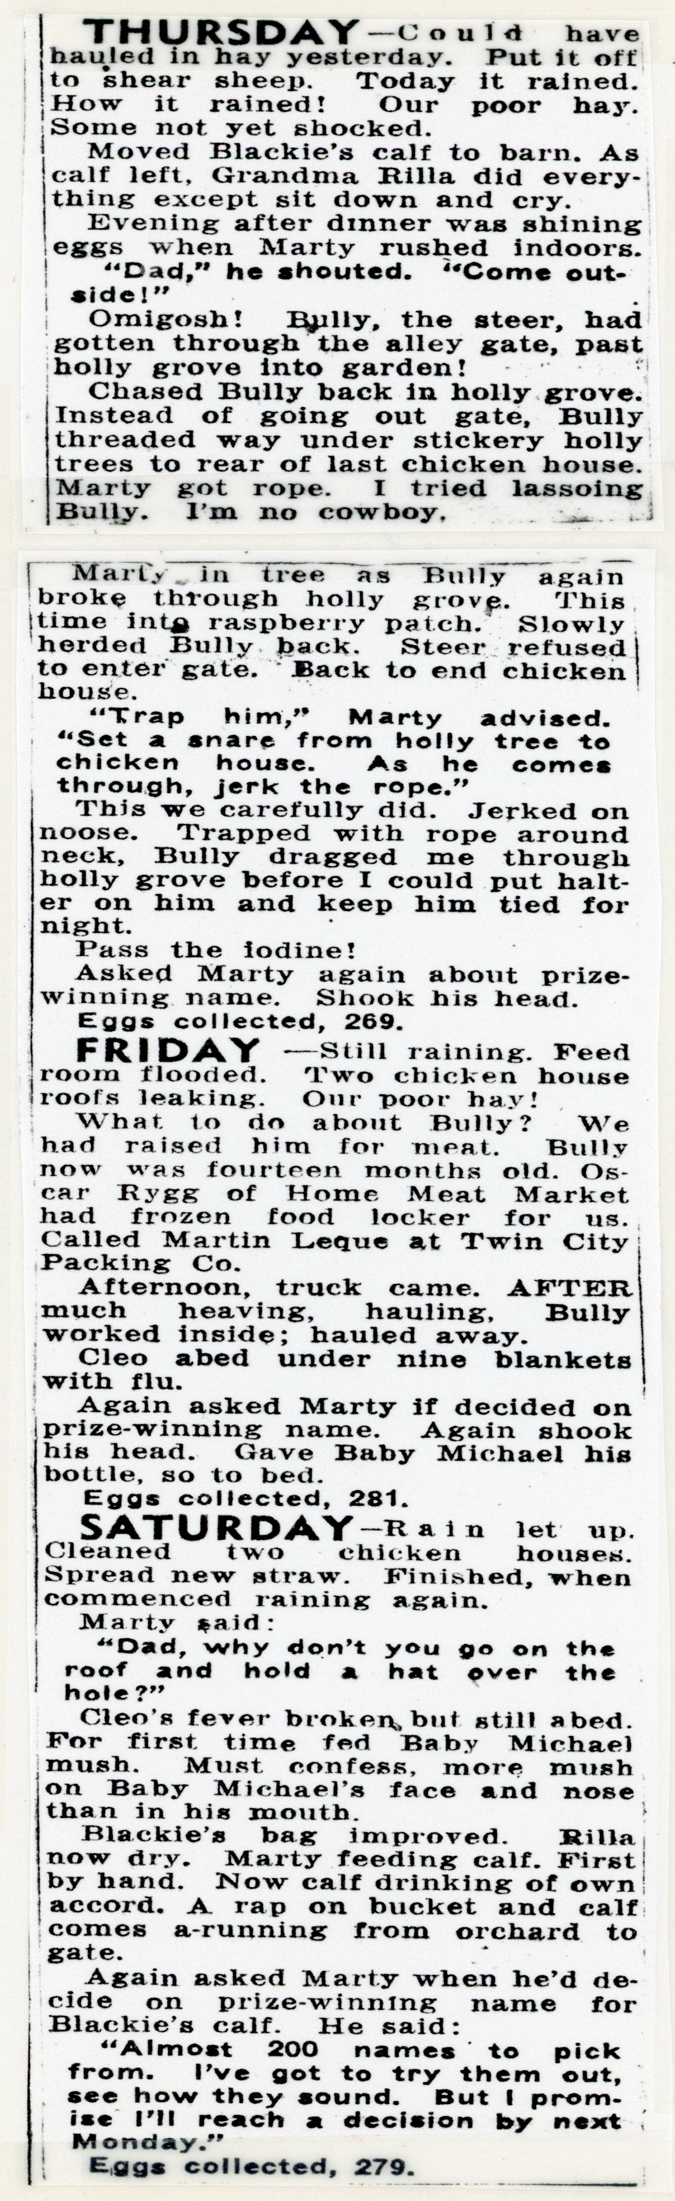 THURSDAY—Could have
hauled in hay yesterday. Put it off
to shear sheep. Today it rained.
How it rained! Our poor hay.
Some not yet shocked.
Moved Blackie's calf to barn. As
calf left, Grandma Rilla did every-
thing except sit down and cry.
Evening after dinner was shining
eggs when Marty rushed indoors.
"Dad," he shouted. "Come out-
side!"
Omigosh! Bully, the steer, had
gotten through the alley gate, past
holly grove into garden!
Chased Bully back in holly grove.
Instead of going out gate, Bully
threaded way under stickery holly
trees to rear of last chicken house.
Marty got rope. I tried lassoing
Bully. I'm no cowboy.
Marty in tree as Bully again
broke through holly grove. This
time into raspberry patch. Slowly
herded Bully back. Steer refused
to enter gate. Back to end chicken
house.
"Trap him," Marty advised.
"Set a snare from holly tree to
chicken house. As he comes
through, jerk the rope."
This we carefully did. Jerked on
noose. Trapped with rope around
neck, Bully dragged me through
holly grove before I could put halt-
er on him and keep him tied for
night.
Pass the iodine!
Asked Marty again about prize-
winning name. Shook his head.
Eggs collected, 269.
FRIDAY —Still raining. Feed
room flooded. Two chicken house
roofs leaking. Our poor hay!
What to do about Bully? We
had raised him for meat. Bully
now was fourteen months old. Os-
car Rygg of Home Meat Market
had frozen food locker for us.
Called Martin Leque at Twin City
Packing Co.
Afternoon, truck came. AFTER
much heaving, hauling, Bully
worked inside; hauled away.
Cleo abed under nine blankets
with flu.
Again asked Marty if decided on
prize-winning name. Again shook
his head. Gave Baby Michael his
bottle, so to bed.
Eggs collected, 281.
SATURDAY—Rain let up.
Cleaned two chicken houses.
Spread new straw. Finished, when
commenced raining again.
Marty said:
"Dad, why don't you go on the
roof and hold a hat over the
hole?"
Cleo's fever broken, but still abed.
For first time fed Baby Michael
mush. Must confess, more mush
on Baby Michael's face and nose
than in his mouth.
Blackie's bag improved. Rilla
now dry. Marty feeding calf. First
by hand. Now calf drinking of own
accord. A rap on bucket and calf
comes a-running from orchard to
gate.
Again asked Marty when he'd de-
cide on prize-winning name for
Blackie's calf. He said:
"Almost 200 names to pick
from. I've got to try them out,
see how they sound. But I prom-
ise I'll reach a decision by next
Monday."
Eggs collected, 279.